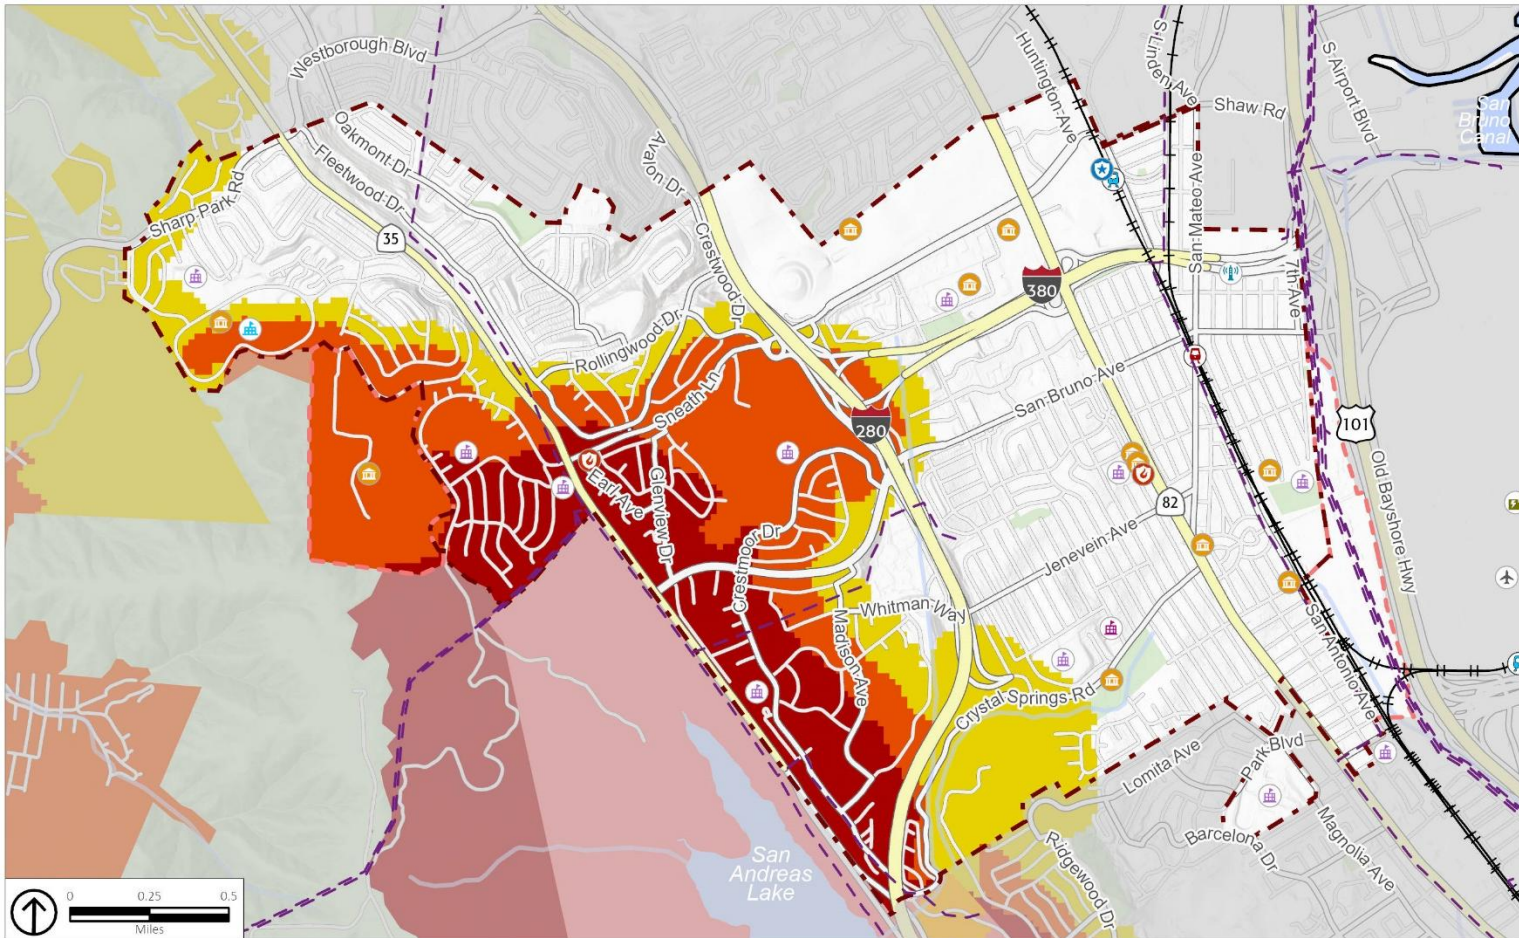 Westborough Blvd
Huntington Ave
S Linden Ave
S Airport Blvd
Shaw Rd
San
Bruno
Canal
Oakmont Dr
Fleetwood Dr
Avalon Dr
San Mateo Ave
Sharp Park Rd
35
Crestwood Dr
7th Ave
380
Rollingwood Dr
Sneath Ln
San Bruno Ave
280
101
Old Bayshore Hwy
Earl Ave
Glenview Dr
82
Crestmoor Dr
Jenevein Ave
Whitman Way
Madison Ave
San Antonio Ave
Crystal Springs Rd
Lomita Ave
Park Blvd
Magnolia Ave
Barcelona Dr
Ridgewood Dr
San
Andreas
Lake
0 0.25 0.5
Miles